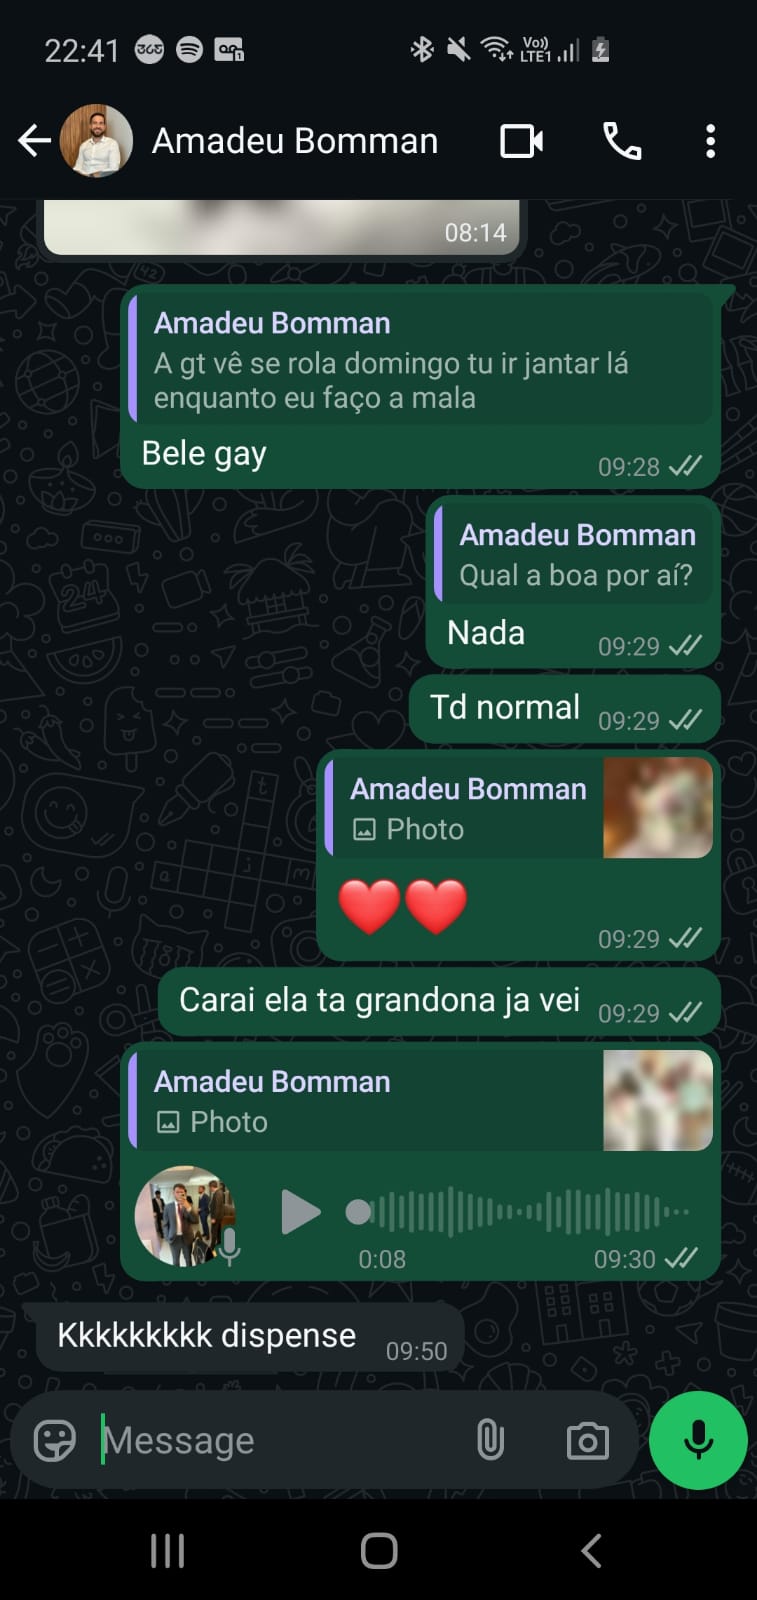 22:41
365
Vo))
LTE1
Amadeu Bomman
08:14
Amadeu Bomman
A gt vê se rola domingo tu ir jantar lá
enquanto eu faço a mala
Bele gay
09:28
Amadeu Bomman
Qual a boa por aí?
Nada
09:29
Td normal
09:29
Amadeu Bomman
Photo
❤️❤️
09:29
Carai ela ta grandona ja vei
09:29
Amadeu Bomman
Photo
0:08
09:30
Kkkkkkkkk dispense
09:50
Message